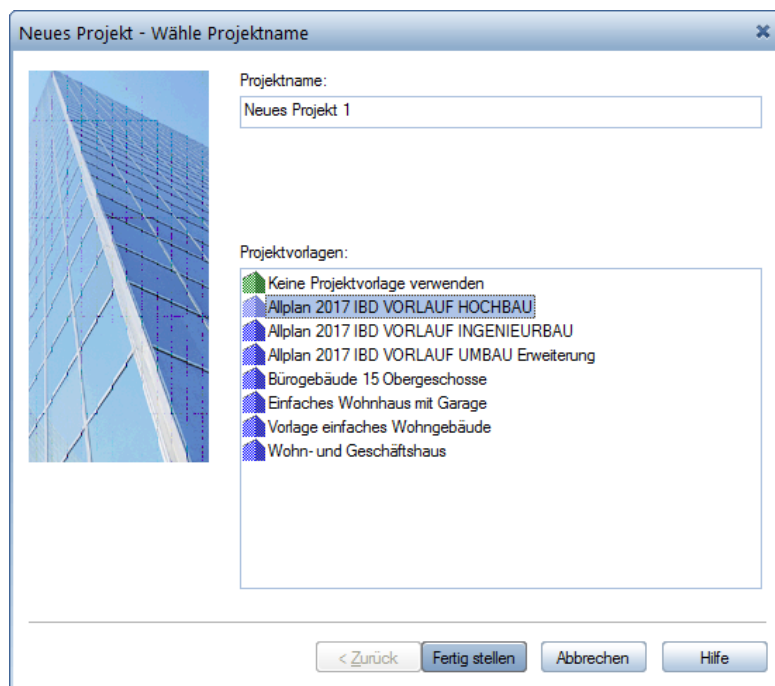 Neues Projekt - Wähle Projektname
Projektname:
Neues Projekt 1
Projektvorlagen:
Keine Projektvorlage verwenden
Allplan 2017 IBD VORLAUF HOCHBAU
Allplan 2017 IBD VORLAUF INGENIEURBAU
Allplan 2017 IBD VORLAUF UMBAU Erweiterung
Bürogebäude 15 Obergeschosse
Einfaches Wohnhaus mit Garage
Vorlage einfaches Wohngebäude
Wohn- und Geschäftshaus
< Zurück Fertig stellen Abbrechen Hilfe